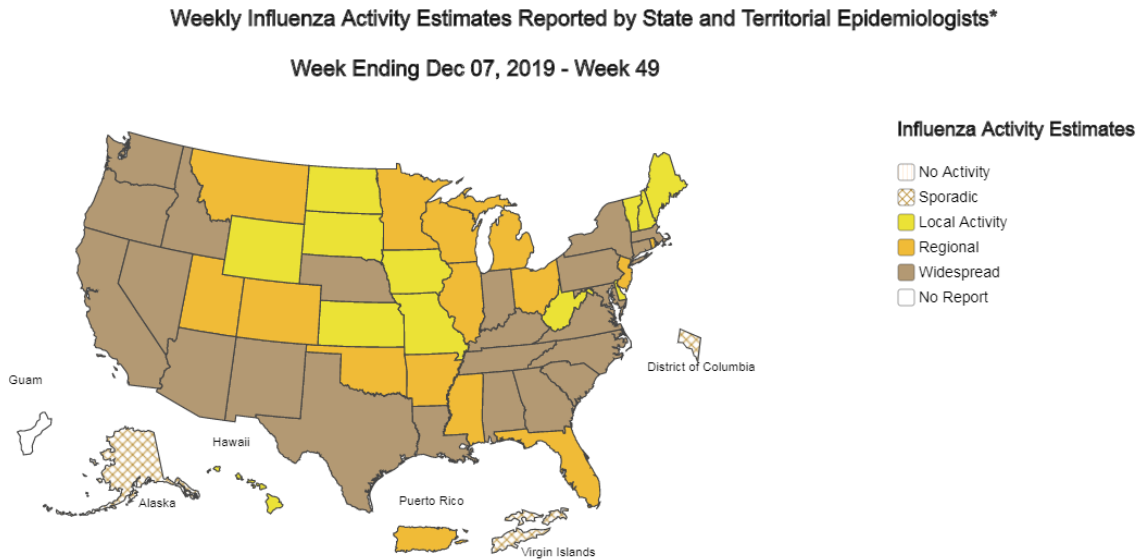 Weekly Influenza Activity Estimates Reported by State and Territorial Epidemiologists*
Week Ending Dec 07, 2019 - Week 49
Influenza Activity Estimates
No Activity
Sporadic
Local Activity
Regional
Widespread
No Report
District of Columbia
Guam
Hawaii
Alaska
Puerto Rico
Virgin Islands